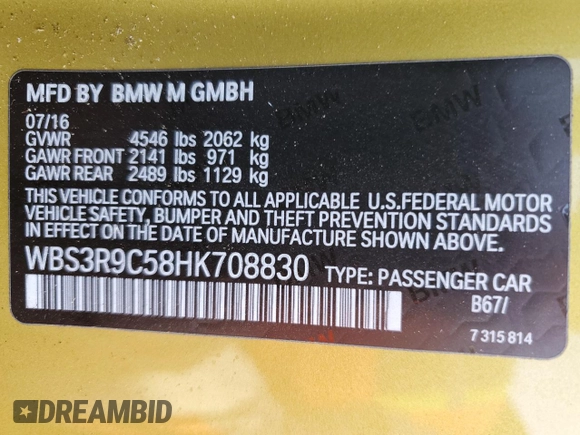 MFD BY BMW M GMBH
07/16
GVWR 4546 lbs 2062 kg
GAWR FRONT 2141 lbs 971 kg
GAWR REAR 2489 lbs 1129 kg
THIS VEHICLE CONFORMS TO ALL APPLICABLE U.S.FEDERAL MOTOR
VEHICLE SAFETY, BUMPER AND THEFT PREVENTION STANDARDS
IN EFFECT ON THE DATE OF MANUFACTURE SHOWN ABOVE.
WBS3R9C58HK708830 TYPE: PASSENGER CAR
B67/
7 315 814
DREAMBID